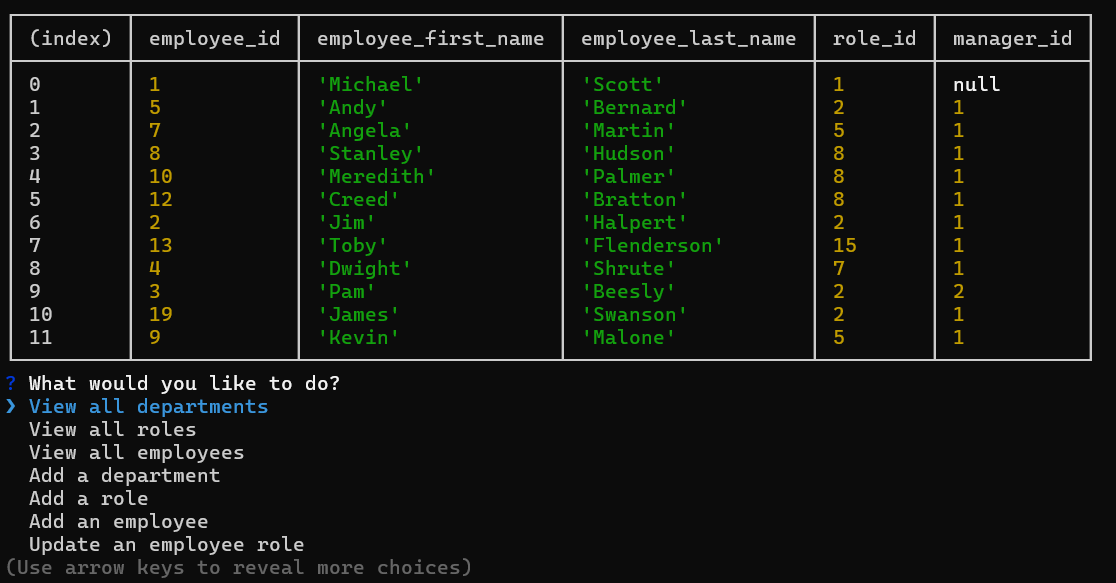 (index) employee_id employee_first_name employee_last_name role_id manager_id
0 1 'Michael' 'Scott' 1 null
1 5 'Andy' 'Bernard' 2 1
2 7 'Angela' 'Martin' 5 1
3 8 'Stanley' 'Hudson' 8 1
4 10 'Meredith' 'Palmer' 8 1
5 12 'Creed' 'Bratton' 8 1
6 2 'Jim' 'Halpert' 2 1
7 13 'Toby' 'Flenderson' 15 1
8 4 'Dwight' 'Shrute' 7 1
9 3 'Pam' 'Beesly' 2 2
10 19 'James' 'Swanson' 2 1
11 9 'Kevin' 'Malone' 5 1
? What would you like to do?
❯ View all departments
View all roles
View all employees
Add a department
Add a role
Add an employee
Update an employee role
(Use arrow keys to reveal more choices)